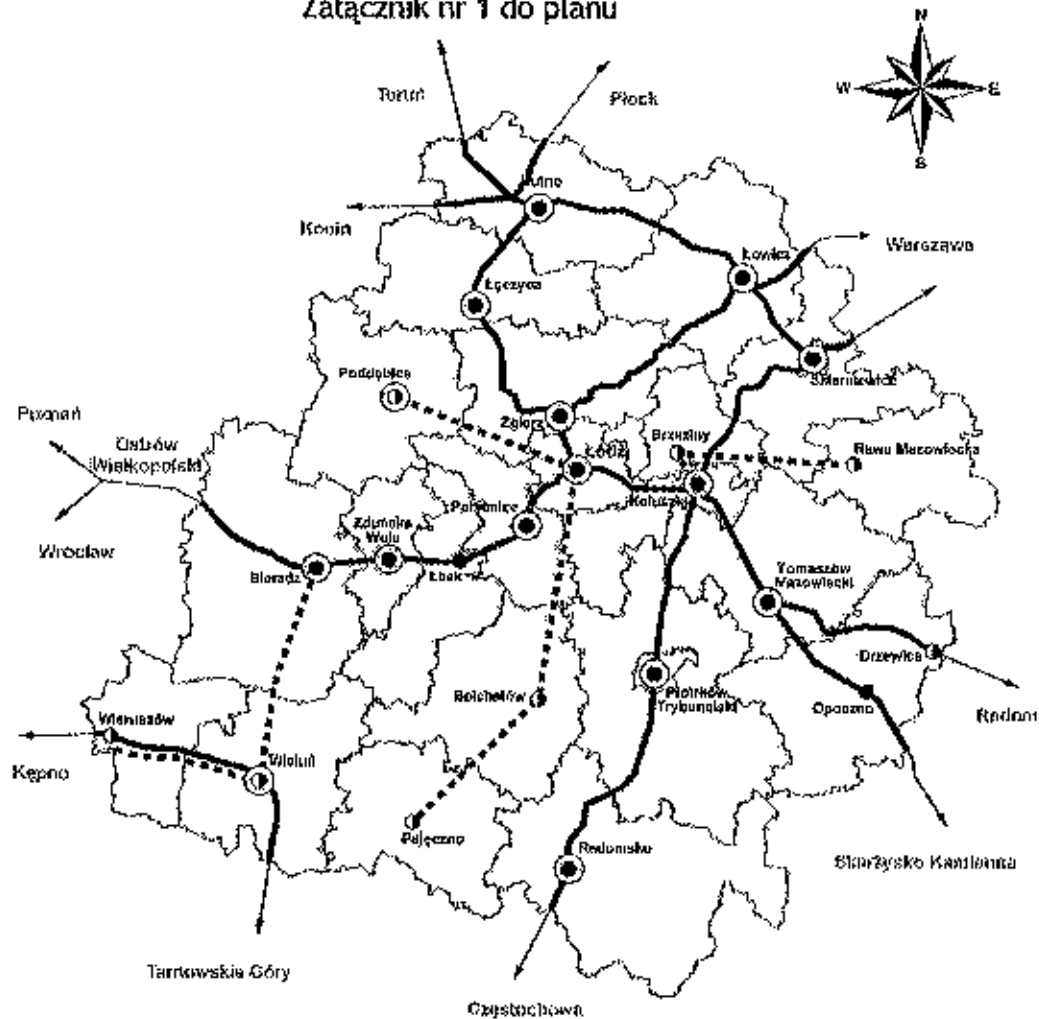 Załącznik nr 1 do planu
N
W
E
S
Toruń
Płock
Konin
Łowicz
Warszawa
Łęczyca
Skierniewice
Poddębice
Zgierz
Brzeziny
Rawa Mazowiecka
Poznań
Ostrów
Wielkopolski
Łódź
Koluszki
Pabianice
Zduńska
Wola
Wrocław
Sieradz
Łask
Tomaszów
Mazowiecki
Drzewica
Bełchatów
Piotrków
Trybunalski
Opoczno
Radom
Wieruszów
Kępno
Wieluń
Pajęczno
Radomsko
Skarżysko Kamienna
Tarnowskie Góry
Częstochowa